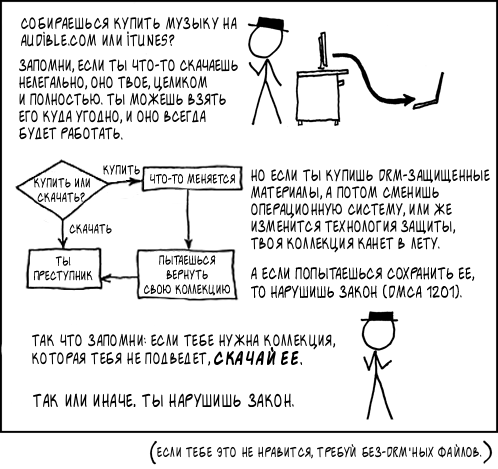 СОБИРАЕШЬСЯ КУПИТЬ МУЗЫКУ НА
AUDIBLE.COM ИЛИ ITUNES?
ЗАПОМНИ, ЕСЛИ ТЫ ЧТО-ТО СКАЧАЕШЬ
НЕЛЕГАЛЬНО, ОНО ТВОЕ, ЦЕЛИКОМ
И ПОЛНОСТЬЮ. ТЫ МОЖЕШЬ ВЗЯТЬ
ЕГО КУДА УГОДНО, И ОНО ВСЕГДА
БУДЕТ РАБОТАТЬ.
КУПИТЬ ИЛИ
СКАЧАТЬ?
КУПИТЬ
ЧТО-ТО МЕНЯЕТСЯ
СКАЧАТЬ
ТЫ
ПРЕСТУПНИК
ПЫТАЕШЬСЯ
ВЕРНУТЬ
СВОЮ КОЛЛЕКЦИЮ
НО ЕСЛИ ТЫ КУПИШЬ DRM-ЗАЩИЩЕННЫЕ
МАТЕРИАЛЫ, А ПОТОМ СМЕНИШЬ
ОПЕРАЦИОННУЮ СИСТЕМУ, ИЛИ ЖЕ
ИЗМЕНИТСЯ ТЕХНОЛОГИЯ ЗАЩИТЫ,
ТВОЯ КОЛЛЕКЦИЯ КАНЕТ В ЛЕТУ.
А ЕСЛИ ПОПЫТАЕШЬСЯ СОХРАНИТЬ ЕЕ,
ТО НАРУШИШЬ ЗАКОН (DMCA 1201).
ТАК ЧТО ЗАПОМНИ: ЕСЛИ ТЕБЕ НУЖНА КОЛЛЕКЦИЯ,
КОТОРАЯ ТЕБЯ НЕ ПОДВЕДЕТ, СКАЧАЙ ЕЕ.
ТАК ИЛИ ИНАЧЕ. ТЫ НАРУШИШЬ ЗАКОН.
(ЕСЛИ ТЕБЕ ЭТО НЕ НРАВИТСЯ, ТРЕБУЙ БЕЗ-DRM'НЫХ ФАЙЛОВ.)